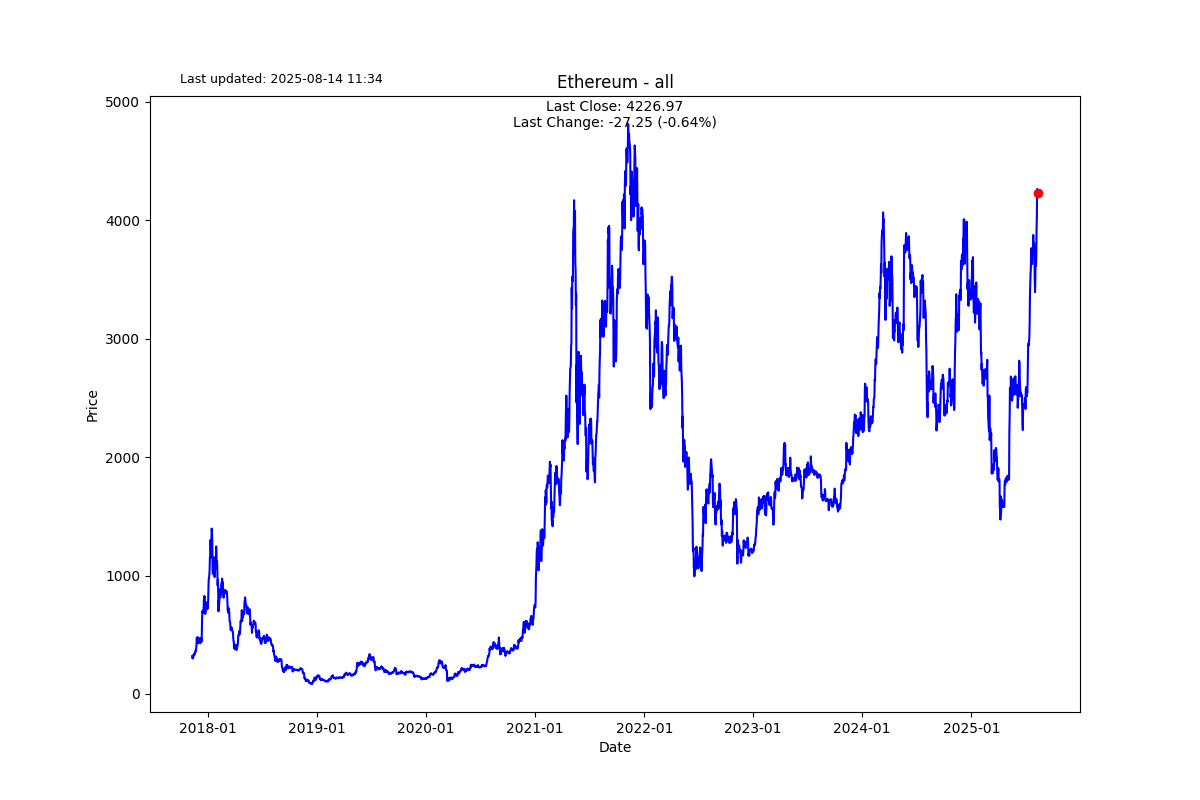 Last updated: 2025-08-14 11:34
Ethereum - all
Last Close: 4226.97
Last Change: -27.25 (-0.64%)
5000
4000
3000
2000
1000
0
Price
2018-01 2019-01 2020-01 2021-01 2022-01 2023-01 2024-01 2025-01
Date